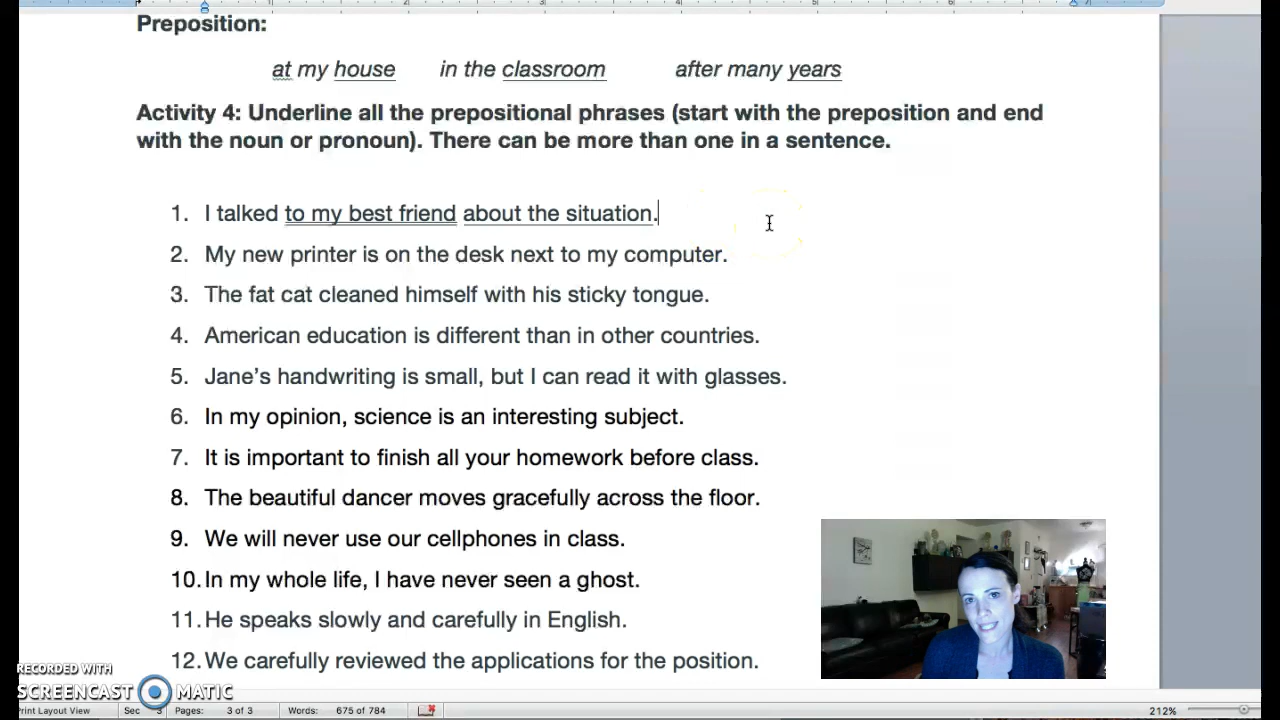 Preposition:
at my house in the classroom after many years
Activity 4: Underline all the prepositional phrases (start with the preposition and end
with the noun or pronoun). There can be more than one in a sentence.
1. I talked to my best friend about the situation.
2. My new printer is on the desk next to my computer.
3. The fat cat cleaned himself with his sticky tongue.
4. American education is different than in other countries.
5. Jane’s handwriting is small, but I can read it with glasses.
6. In my opinion, science is an interesting subject.
7. It is important to finish all your homework before class.
8. The beautiful dancer moves gracefully across the floor.
9. We will never use our cellphones in class.
10. In my whole life, I have never seen a ghost.
11. He speaks slowly and carefully in English.
12. We carefully reviewed the applications for the position.
RECORDED WITH
SCREENCAST MATIC
Print Layout View Sec 3 Pages: 3 of 3 Words: 675 of 784 212%